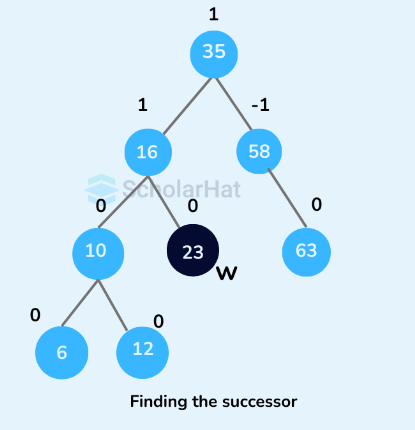 1
35
1 -1
16 58
ScholarHat
0 0 0
10 23 63
W
0 0
6 12
Finding the successor